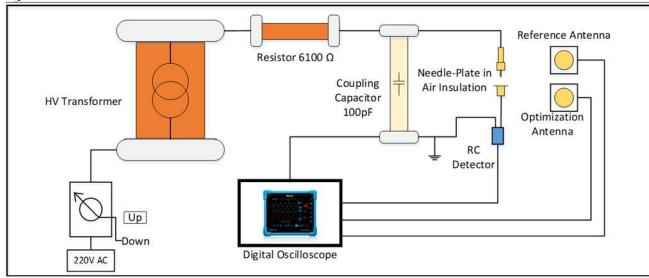 Reference Antenna
Resistor 6100 Ω
Needle-Plate in
Air Insulation
Coupling
Capacitor
100pF
HV Transformer
Optimization
Antenna
RC
Detector
Up
Down
220V AC
Digital Oscilloscope